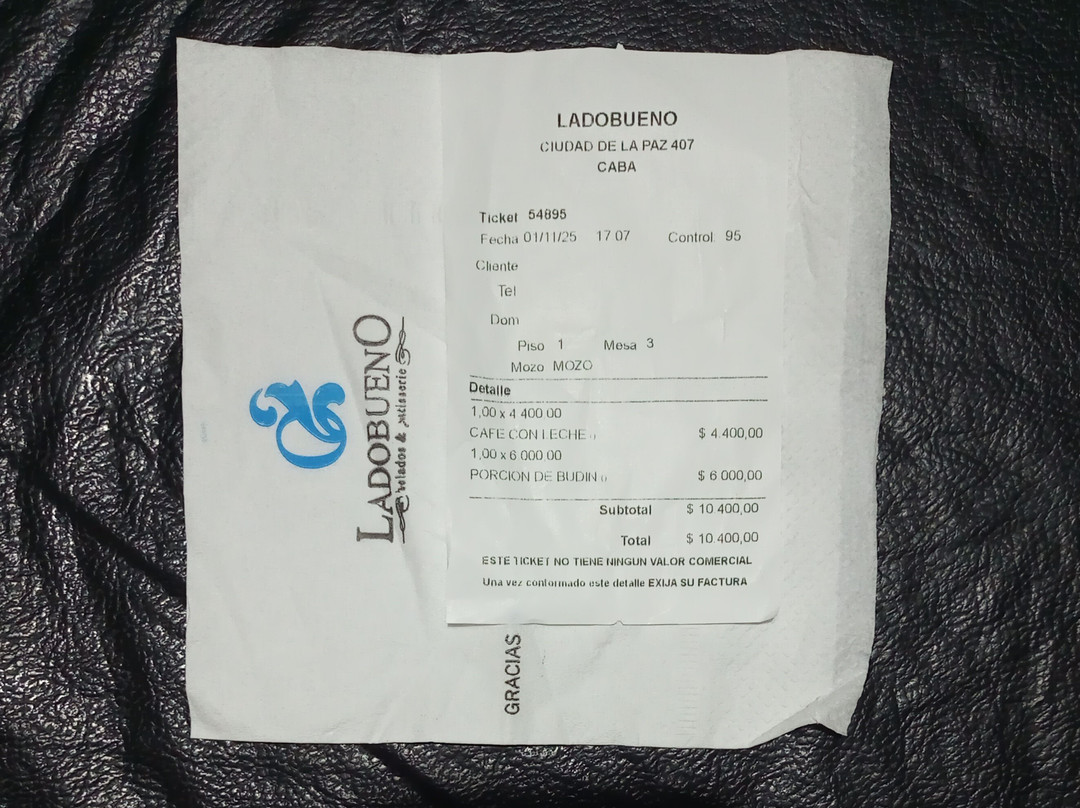 LADOBUENO
CIUDAD DE LA PAZ 407
CABA
Ticket 54895
Fecha 01/11/25 17 07 Control 95
Cliente
Tel
Dom
Piso 1 Mesa 3
Mozo MOZO
Detalle
1,00 x 4 400 00
CAFE CON LECHE $ 4.400,00
1,00 x 6 000 00
PORCION DE BUDIN $ 6 000,00
Subtotal $ 10 400,00
Total $ 10.400,00
ESTE TICKET NO TIENE NINGUN VALOR COMERCIAL
Una vez conformado este detalle EXIJA SU FACTURA
LADOBUENO
helados & patisserie
GRACIAS